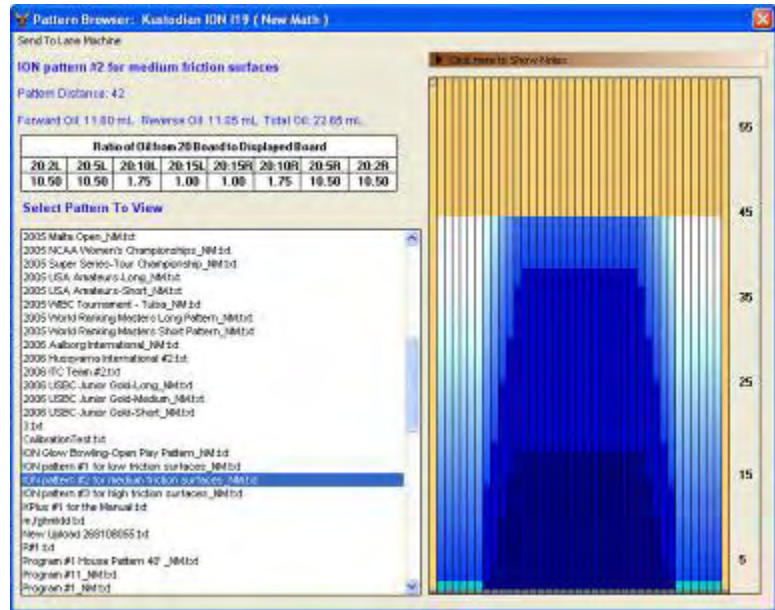 Pattern Browser: Kustodian ION I19 ( New Math )
Send To Lane Machine
Click Here to Show Notes
ION pattern #2 for medium friction surfaces
Pattern Distance: 42
Forward Oil: 11.80 mL Reverse Oil: 11.05 mL Total Oil: 22.85 mL
Ratio of Oil from 20 Board to Displayed Board
20:2L 20:5L 20:10L 20:15L 20:15R 20:10R 20:5R 20:2R
10.50 10.50 1.75 1.00 1.00 1.75 10.50 10.50
Select Pattern To View
2005 Malta Open_NM.txt
2005 NCAA Women's Championships_NM.txt
2005 Super Series-Tour Championship_NM.txt
2005 USA Amateurs-Long_NM.txt
2005 USA Amateurs-Short_NM.txt
2005 WIBC Tournament - Tulsa_NM.txt
2005 World Ranking Masters Long Pattern_NM.txt
2005 World Ranking Masters Short Pattern_NM.txt
2006 Aalborg International_NM.txt
2006 Husqvarna International #2.txt
2006 ITC Team #2.txt
2006 USBC Junior Gold-Long_NM.txt
2006 USBC Junior Gold-Medium_NM.txt
2006 USBC Junior Gold-Short_NM.txt
3.txt
CalibrationTest.txt
ION Glow Bowling-Open Play Pattern_NM.txt
ION pattern #1 for low friction surfaces_NM.txt
ION pattern #2 for medium friction surfaces_NM.txt
ION pattern #3 for high friction surfaces_NM.txt
KPlus #1 for the Manual.txt
New Upload 268108055.txt
P#1.txt
Program #1 House Pattern 40'_NM.txt
Program #11_NM.txt
Program #1_NM.txt
55
45
35
25
15
5